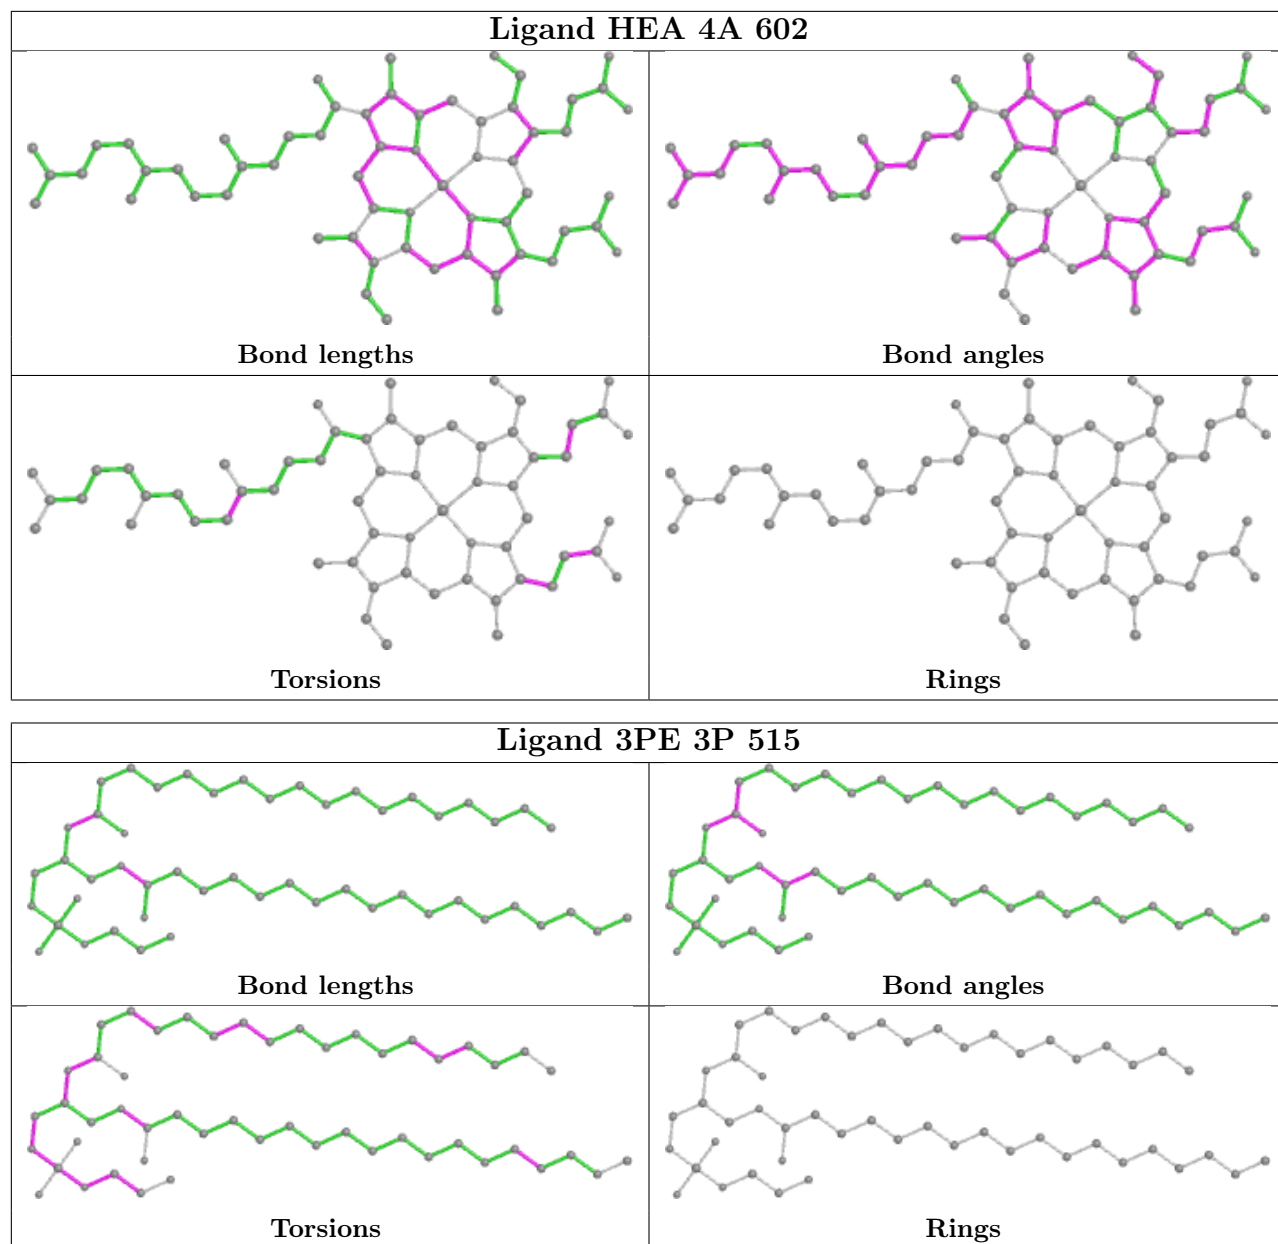 Ligand HEA 4A 602
Bond lengths
Bond angles
Torsions
Rings
Ligand 3PE 3P 515
Bond lengths
Bond angles
Torsions
Rings